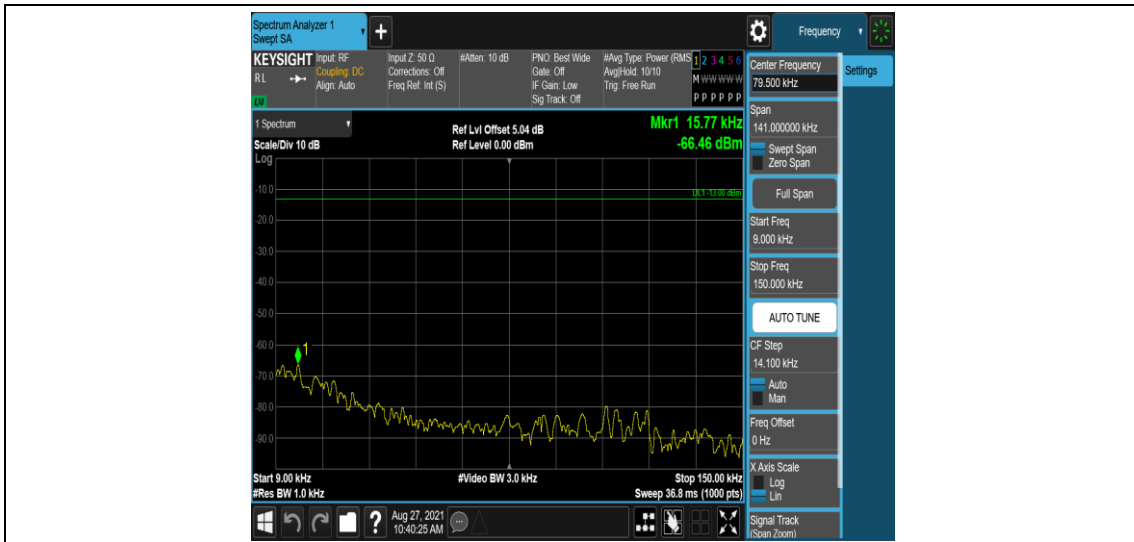 Spectrum Analyzer 1
Swept SA
+
Frequency
KEYSIGHT
RL
LXI
Input: RF
Coupling: DC
Align: Auto
Input Z: 50 Ω
Corrections: Off
Freq Ref: Int (S)
#Atten: 10 dB
PNO: Best Wide
Gate: Off
IF Gain: Low
Sig Track: Off
#Avg Type: Power (RMS
Avg|Hold: 10/10
Trig: Free Run
1 2 3 4 5 6
M W W W W W
P P P P P P
1 Spectrum
Scale/Div 10 dB
Log
Ref Lvl Offset 5.04 dB
Ref Level 0.00 dBm
Mkr1 15.77 kHz
-66.46 dBm
DL1 -13.00 dBm
-10.0
-20.0
-30.0
-40.0
-50.0
-60.0
-70.0
-80.0
-90.0
1
Start 9.00 kHz
#Res BW 1.0 kHz
#Video BW 3.0 kHz
Stop 150.00 kHz
Sweep 36.8 ms (1000 pts)
Center Frequency
79.500 kHz
Settings
Span
141.000000 kHz
Swept Span
Zero Span
Full Span
Start Freq
9.000 kHz
Stop Freq
150.000 kHz
AUTO TUNE
CF Step
14.100 kHz
Auto
Man
Freq Offset
0 Hz
X Axis Scale
Log
Lin
Signal Track
(Span Zoom)
?
Aug 27, 2021
10:40:25 AM